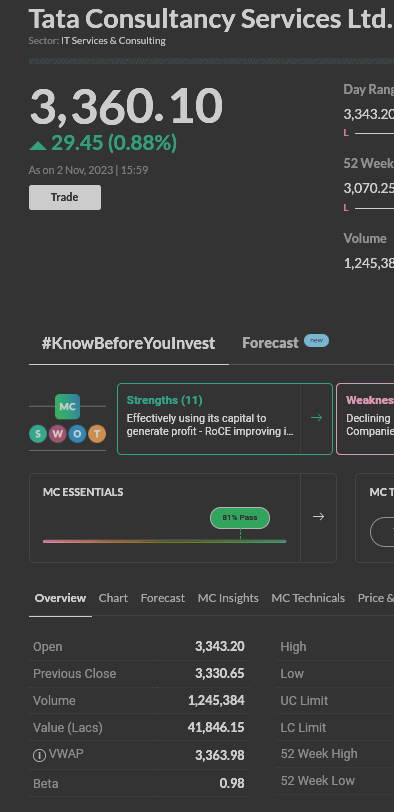 Tata Consultancy Services Ltd.
Sector: IT Services & Consulting
3,360.10
29.45 (0.88%)
As on 2 Nov, 2023 | 15:59
Trade
Day Rang
3,343.20
L
52 Week
3,070.25
L
Volume
1,245,38
#KnowBeforeYouInvest
Forecast new
MC
S W O T
Strengths (11)
Effectively using its capital to
generate profit - RoCE improving i...
Weaknes
Declining
Companie
MC ESSENTIALS
81% Pass
MC T
Overview Chart Forecast MC Insights MC Technicals Price &
Open 3,343.20
Previous Close 3,330.65
Volume 1,245,384
Value (Lacs) 41,846.15
VWAP 3,363.98
Beta 0.98
High
Low
UC Limit
LC Limit
52 Week High
52 Week Low